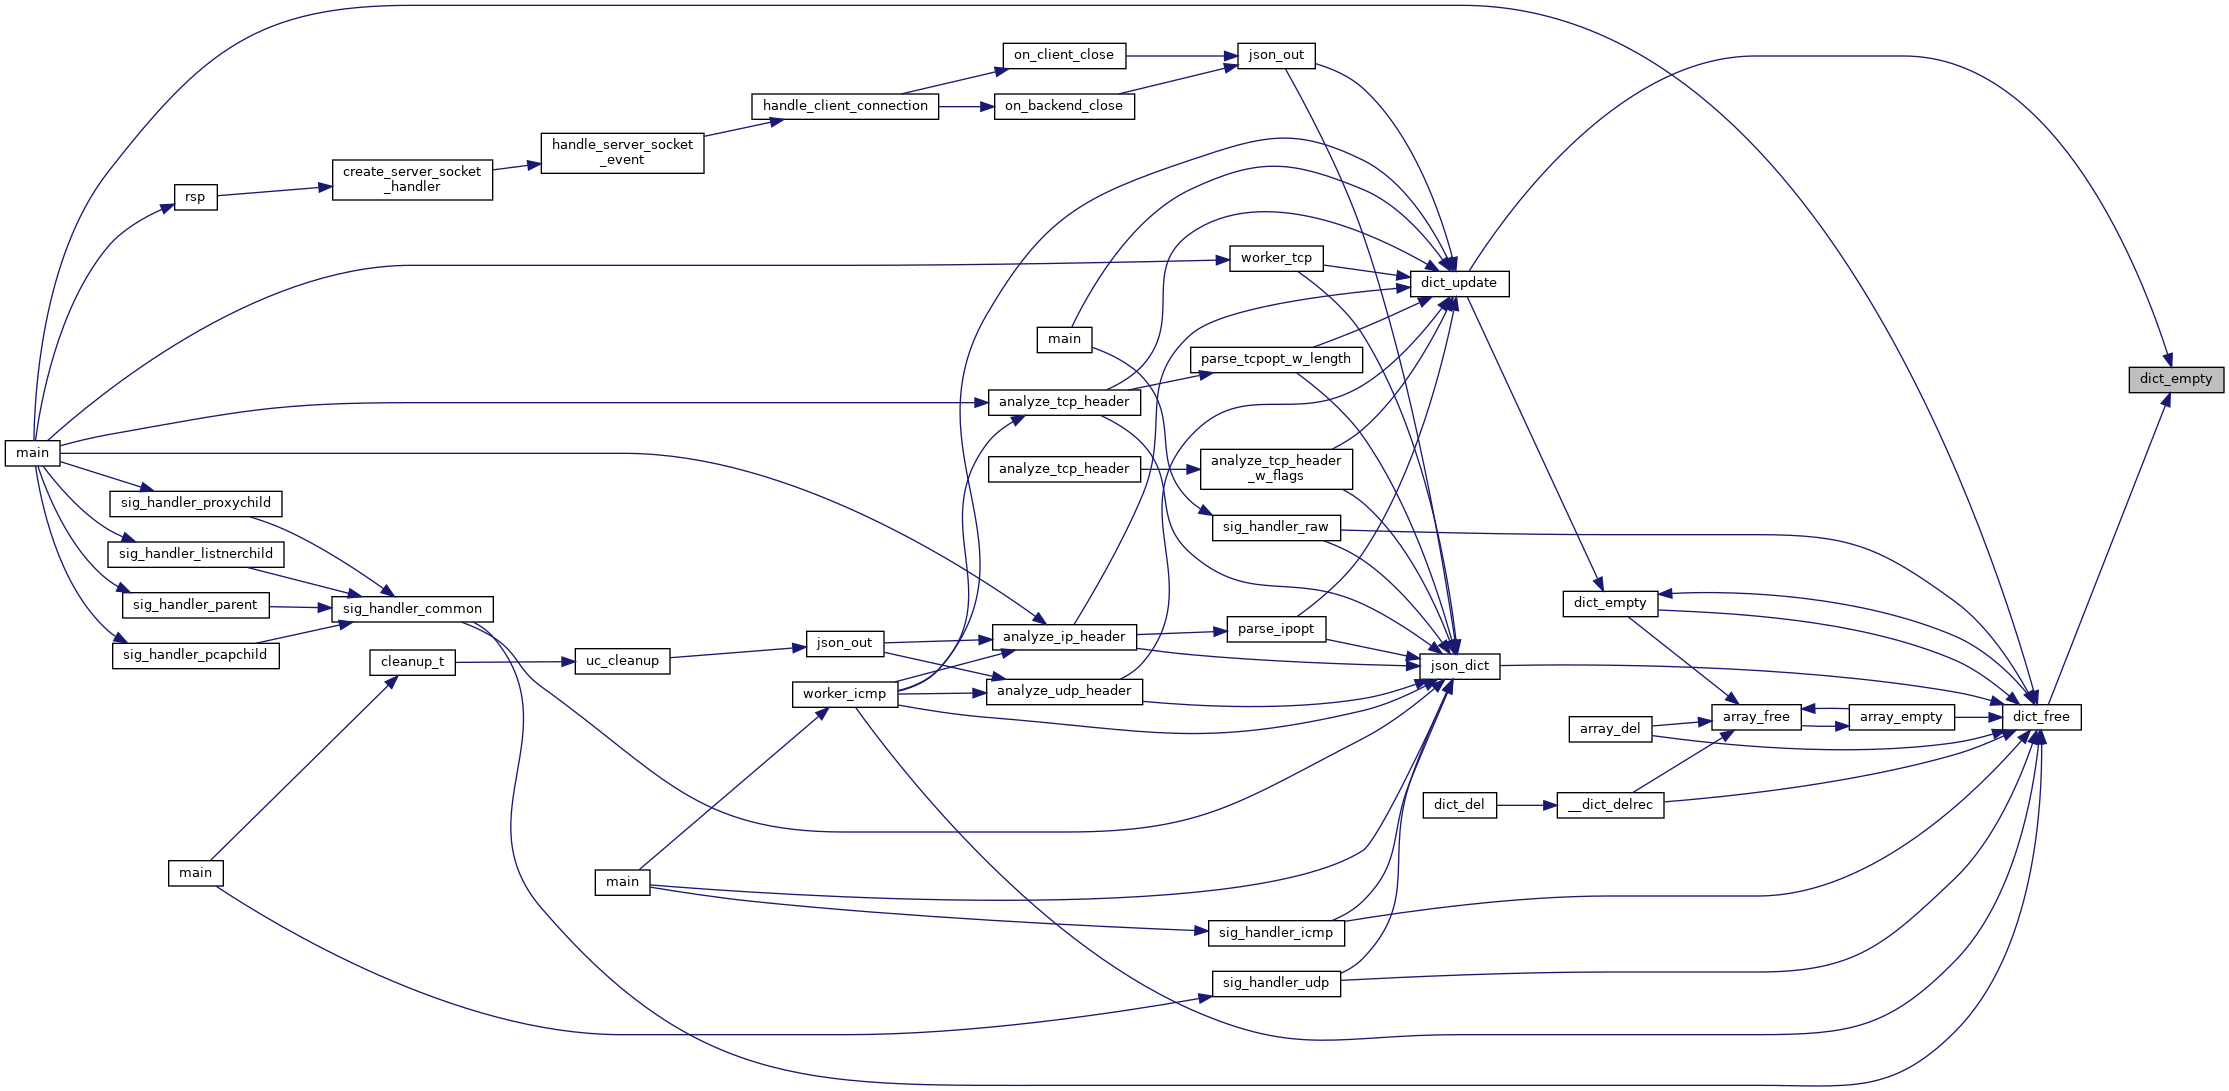 on_client_close
json_out
handle_client_connection
on_backend_close
handle_server_socket
_event
create_server_socket
_handler
rsp
worker_tcp
dict_update
main
parse_tcpopt_w_length
dict_empty
analyze_tcp_header
main
analyze_tcp_header
analyze_tcp_header
_w_flags
sig_handler_proxychild
sig_handler_raw
sig_handler_listnerchild
sig_handler_parent
sig_handler_common
dict_empty
parse_ipopt
analyze_ip_header
json_out
sig_handler_pcapchild
cleanup_t
uc_cleanup
json_dict
worker_icmp
analyze_udp_header
array_free
array_empty
dict_free
array_del
dict_del
__dict_delrec
main
main
sig_handler_icmp
sig_handler_udp